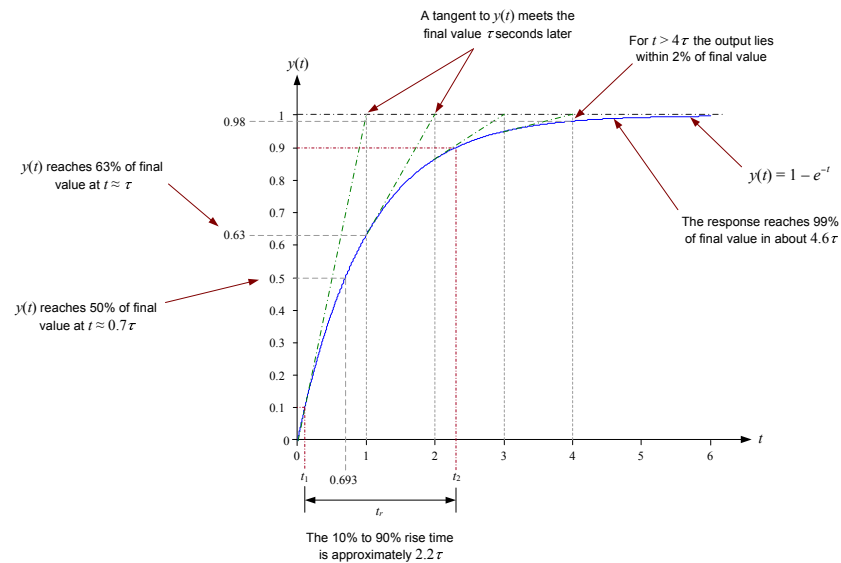 A tangent to y(t) meets the
final value τ seconds later
For t > 4τ the output lies
within 2% of final value
y(t)
1
0.98
0.9
0.8
0.7
0.63
0.6
0.5
0.4
0.3
0.2
0.1
0
y(t) reaches 63% of final
value at t ≈ τ
y(t) = 1 – e⁻ᵗ
The response reaches 99%
of final value in about 4.6τ
y(t) reaches 50% of final
value at t ≈ 0.7τ
0 1 2 3 4 5 6 t
t₁ 0.693 t₂
tᵣ
The 10% to 90% rise time
is approximately 2.2τ